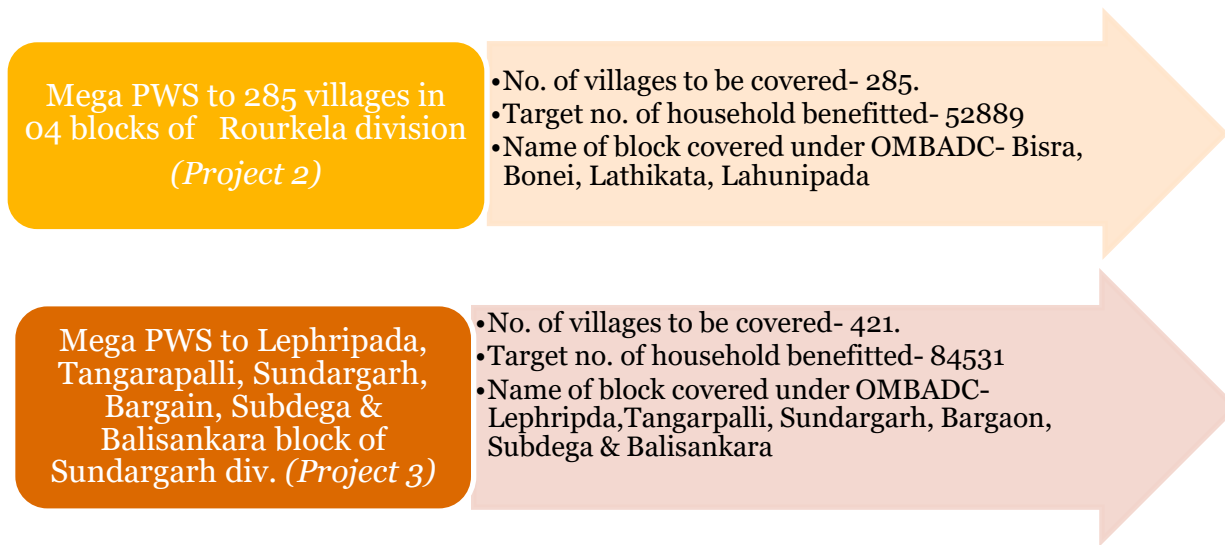 Mega PWS to 285 villages in
04 blocks of Rourkela division
(Project 2)
•No. of villages to be covered- 285.
•Target no. of household benefitted- 52889
•Name of block covered under OMBADC- Bisra,
Bonei, Lathikata, Lahunipada
Mega PWS to Lephripada,
Tangarapalli, Sundargarh,
Bargain, Subdega &
Balisankara block of
Sundargarh div. (Project 3)
•No. of villages to be covered- 421.
•Target no. of household benefitted- 84531
•Name of block covered under OMBADC-
Lephripda,Tangarpalli, Sundargarh, Bargaon,
Subdega & Balisankara